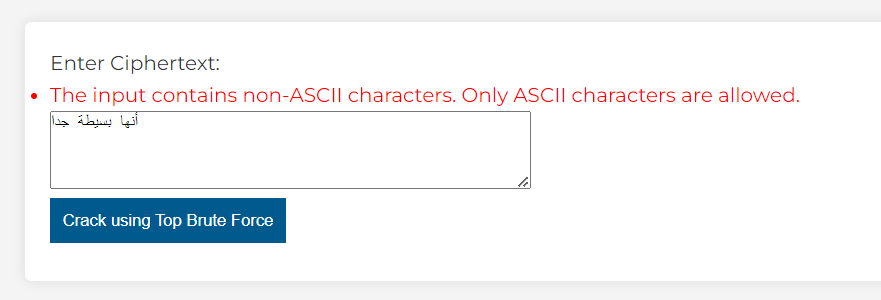 Enter Ciphertext:
The input contains non-ASCII characters. Only ASCII characters are allowed.
أنها بسيطة جدا
Crack using Top Brute Force